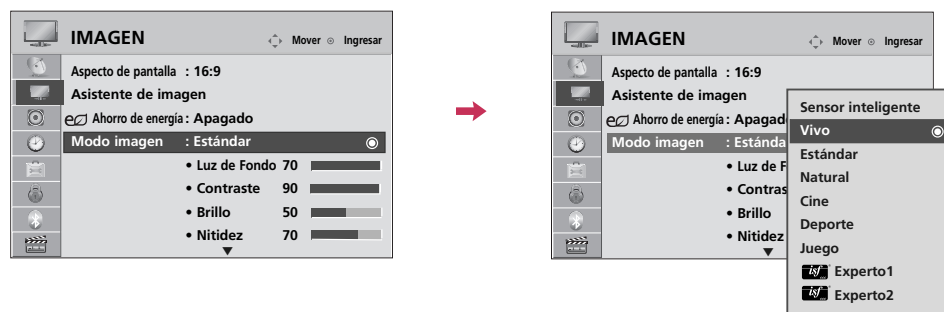 IMAGEN Mover Ingresar
Aspecto de pantalla : 16:9
Asistente de imagen
e Ahorro de energía : Apagado
Modo imagen : Estándar
• Luz de Fondo 70
• Contraste 90
• Brillo 50
• Nitidez 70
IMAGEN Mover Ingresar
Aspecto de pantalla : 16:9
Asistente de imagen
e Ahorro de energía : Apagad
Modo imagen : Estánda
• Luz de F
• Contras
• Brillo
• Nitidez
Sensor inteligente
Vivo
Estándar
Natural
Cine
Deporte
Juego
isf Experto1
isf Experto2